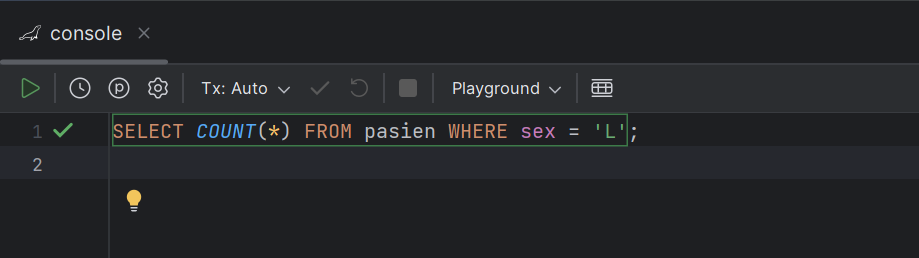 console
Tx: Auto
Playground
1 SELECT COUNT(*) FROM pasien WHERE sex = 'L';
2